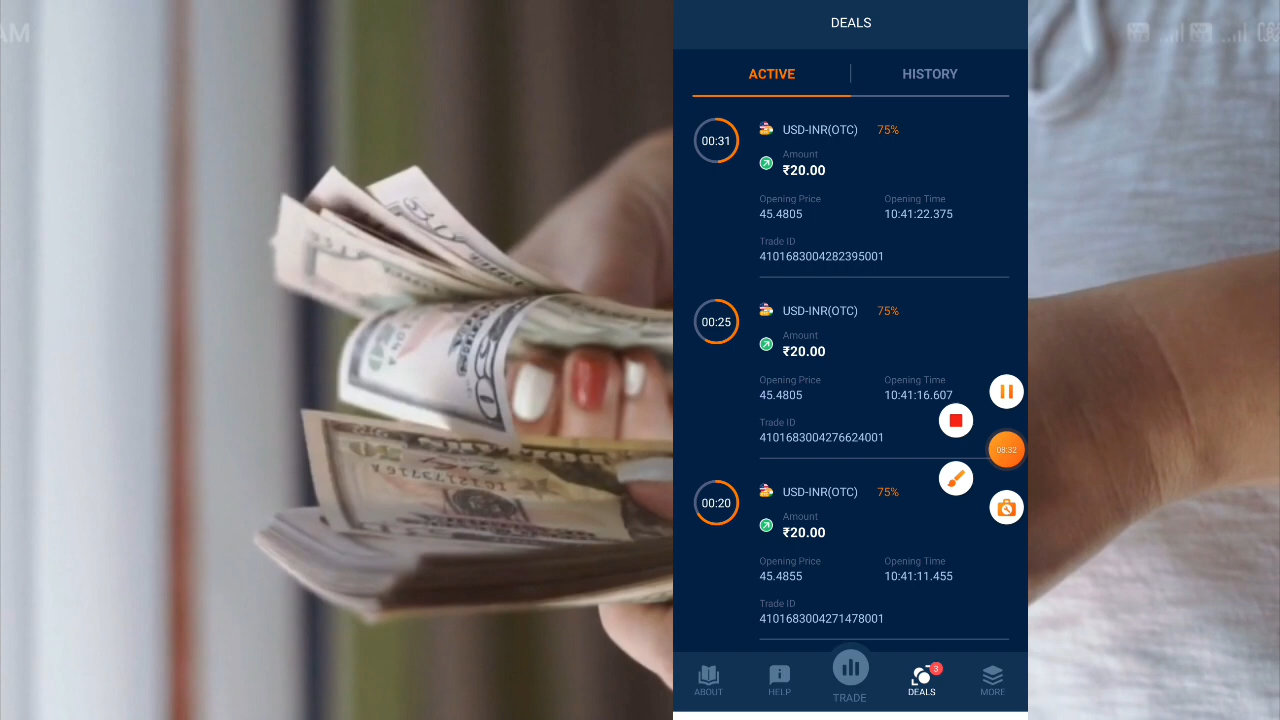 AM
DEALS
ACTIVE
HISTORY
00:31
USD-INR(OTC) 75%
Amount
₹20.00
Opening Price
Opening Time
45.4805
10:41:22.375
Trade ID
4101683004282395001
00:25
USD-INR(OTC) 75%
Amount
₹20.00
Opening Price
Opening Time
45.4805
10:41:16.607
Trade ID
4101683004276624001
08:32
00:20
USD-INR(OTC) 75%
Amount
₹20.00
Opening Price
Opening Time
45.4855
10:41:11.455
Trade ID
4101683004271478001
3
ABOUT
HELP
TRADE
DEALS
MORE
50